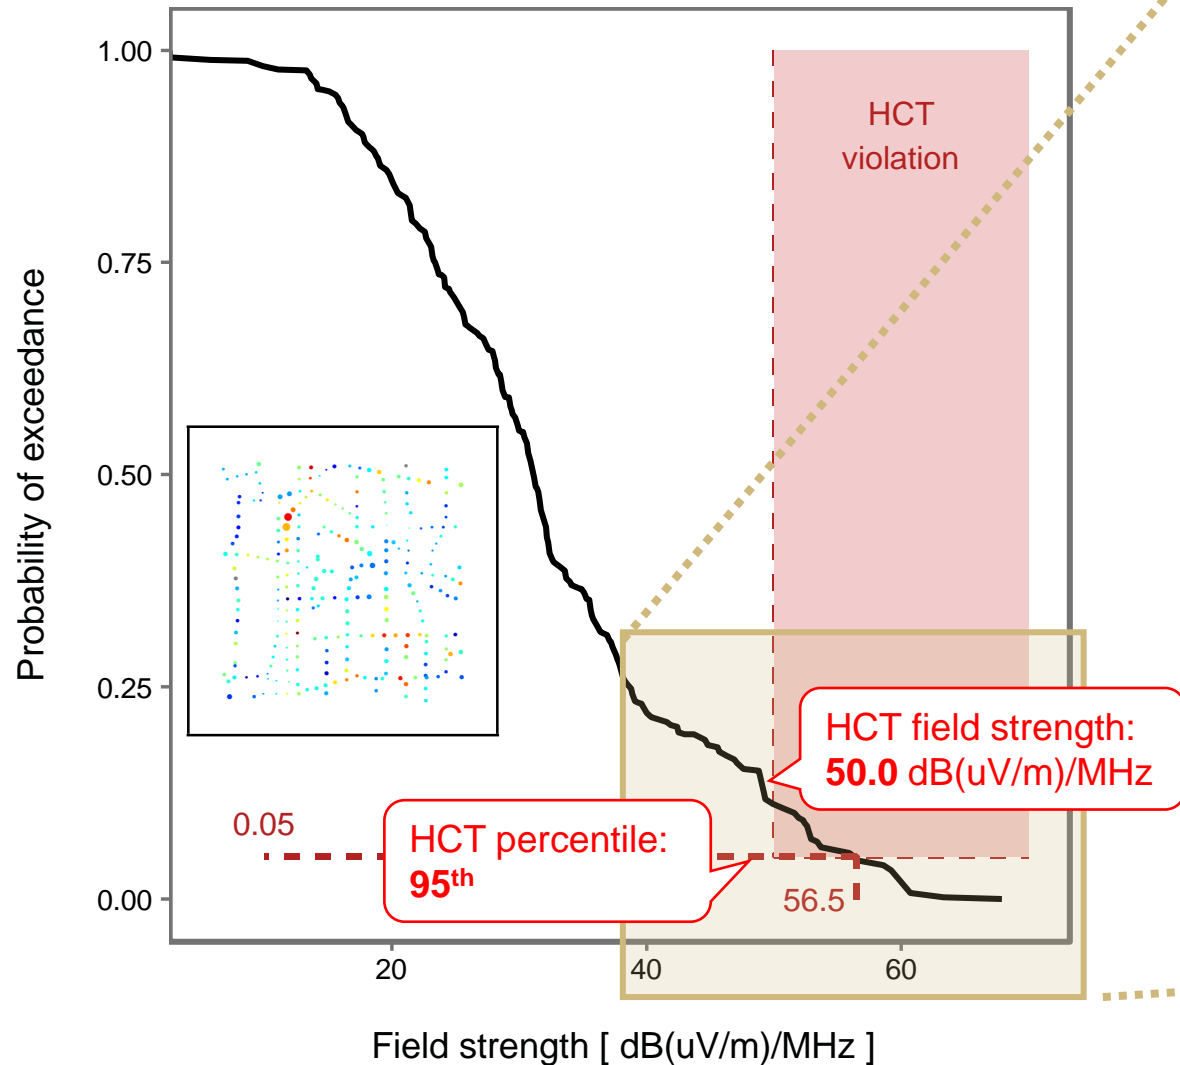 1.00
0.75
0.50
0.25
0.00
Probability of exceedance
HCT
violation
HCT field strength:
50.0 dB(uV/m)/MHz
0.05
HCT percentile:
95th
56.5
20
40
60
Field strength [ dB(uV/m)/MHz ]